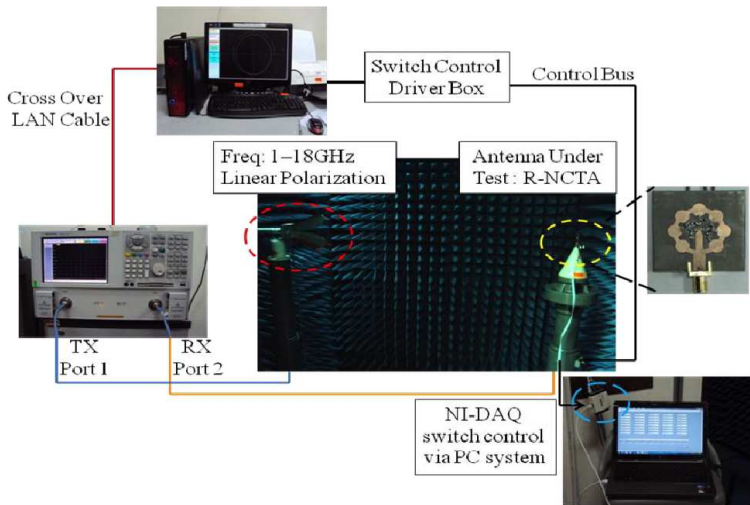 Switch Control
Driver Box
Control Bus
Cross Over
LAN Cable
Freq: 1–18GHz
Linear Polarization
Antenna Under
Test : R-NCTA
TX
Port 1
RX
Port 2
NI-DAQ
switch control
via PC system